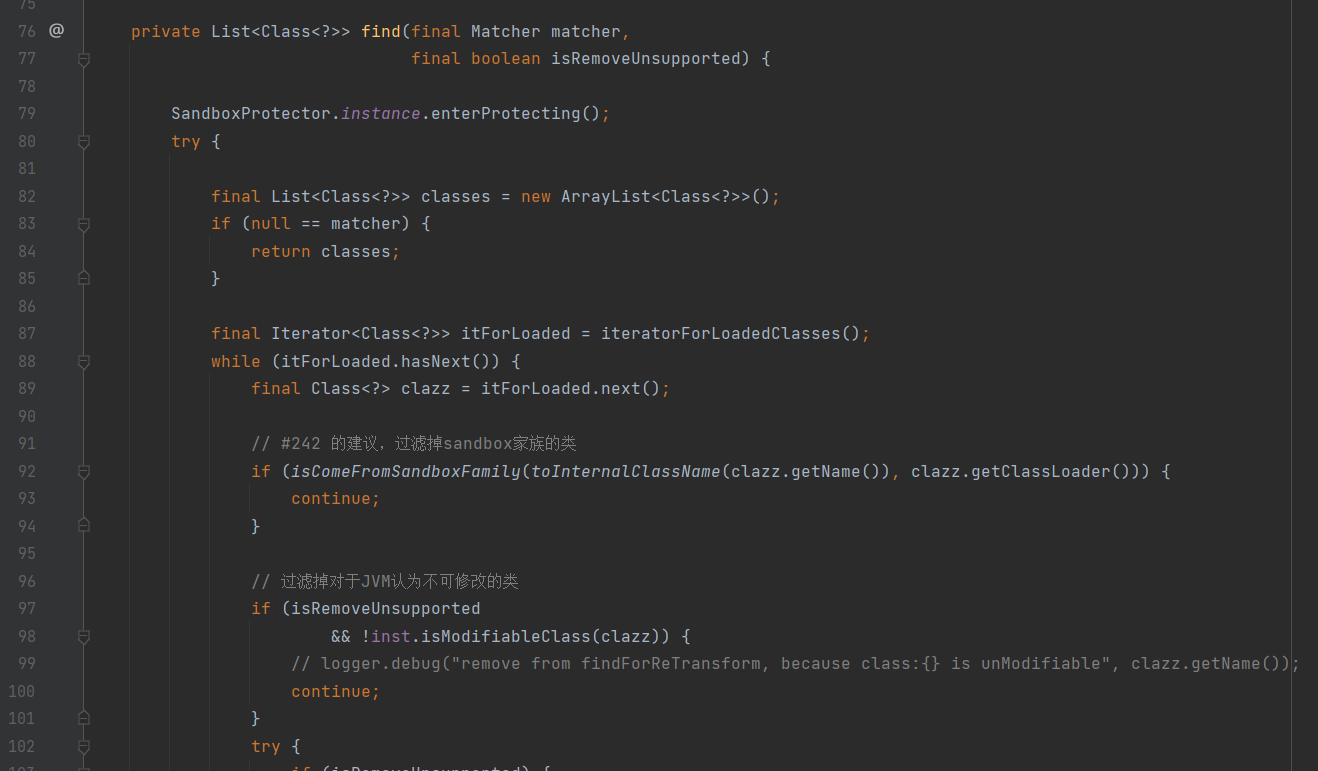 75
76 @ private List<Class<?>> find(final Matcher matcher,
77 final boolean isRemoveUnsupported) {
78
79 SandboxProtector.instance.enterProtecting();
80 try {
81
82 final List<Class<?>> classes = new ArrayList<Class<?>>();
83 if (null == matcher) {
84 return classes;
85 }
86
87 final Iterator<Class<?>> itForLoaded = iteratorForLoadedClasses();
88 while (itForLoaded.hasNext()) {
89 final Class<?> clazz = itForLoaded.next();
90
91 // #242 的建议，过滤掉sandbox家族的类
92 if (isComeFromSandboxFamily(toInternalClassName(clazz.getName()), clazz.getClassLoader())) {
93 continue;
94 }
95
96 // 过滤掉对于JVM认为不可修改的类
97 if (isRemoveUnsupported
98 && !inst.isModifiableClass(clazz)) {
99 // logger.debug("remove from findForReTransform, because class:{} is unModifiable", clazz.getName());
100 continue;
101 }
102 try {
103 if (isRemoveUnsupported) {